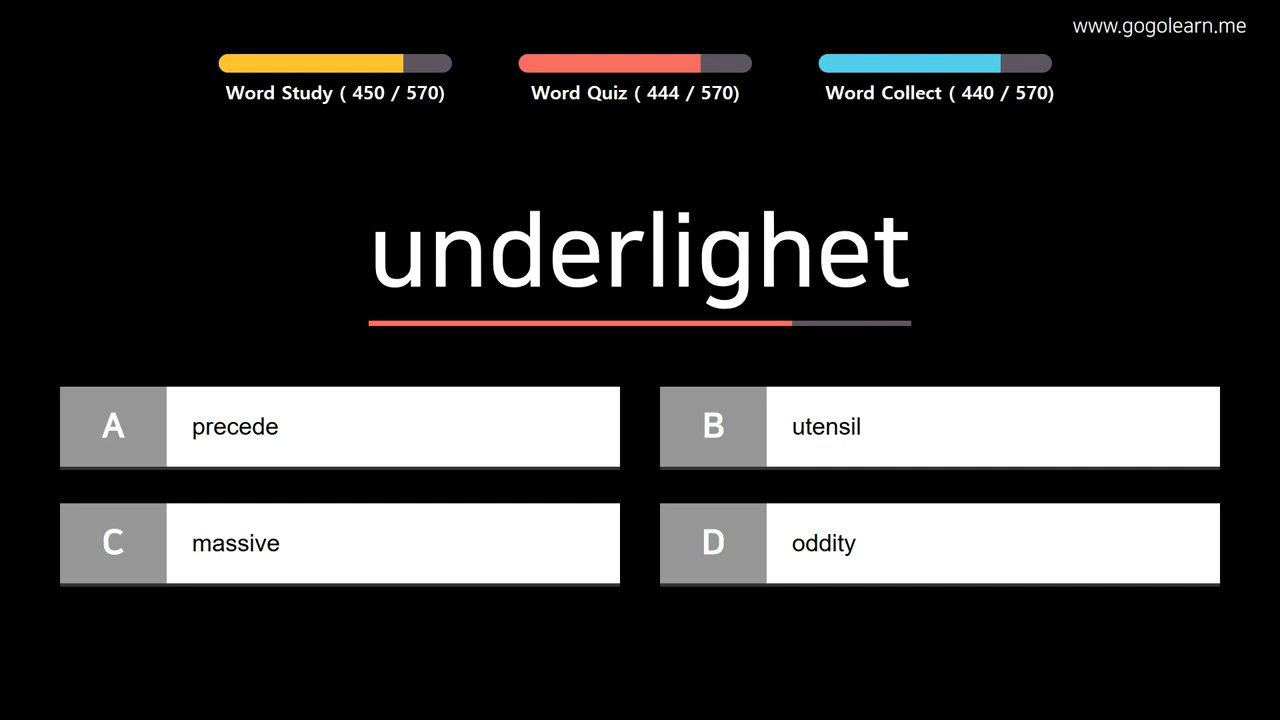 www.gogolearn.me
Word Study ( 450 / 570)
Word Quiz ( 444 / 570)
Word Collect ( 440 / 570)
underlighet
A precede
B utensil
C massive
D oddity